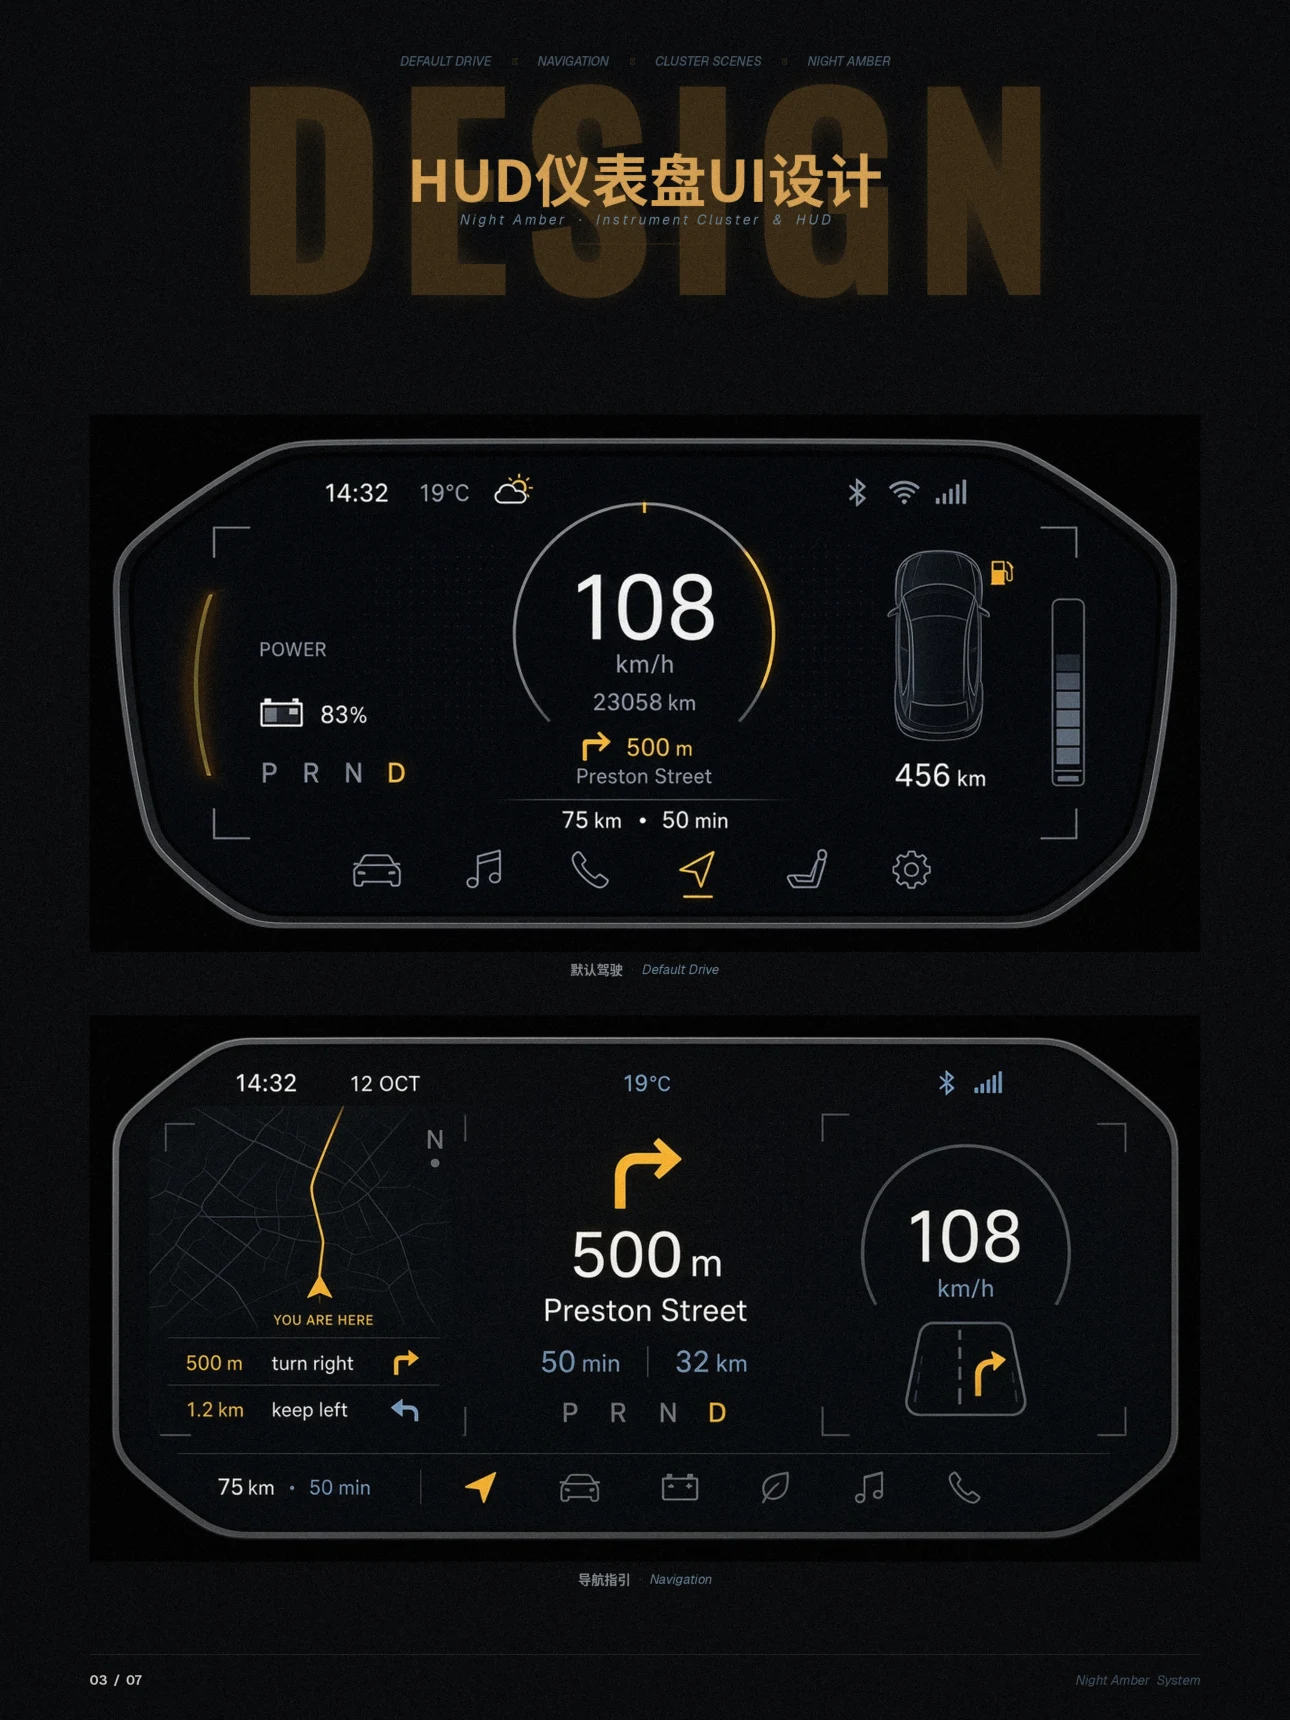 DEFAULT DRIVE NAVIGATION CLUSTER SCENES NIGHT AMBER
DESIGN
HUD仪表盘UI设计
Night Amber · Instrument Cluster & HUD
14:32 19°C
108
km/h
23058 km
500 m
Preston Street
75 km • 50 min
POWER
83%
P R N D
456 km
默认驾驶 · Default Drive
14:32 12 OCT 19°C
N
YOU ARE HERE
500 m turn right
1.2 km keep left
500 m
Preston Street
50 min 32 km
P R N D
108
km/h
75 km • 50 min
导航指引 · Navigation
03 / 07 Night Amber System